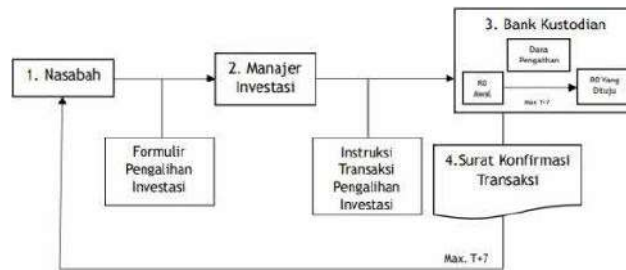 3. Bank Kustodian
Dana
Pengalihan
1. Nasabah
2. Manajer
Investasi
RD
Awal
RD Yang
Dituju
Max T+7
Formulir
Pengalihan
Investasi
Instruksi
Transaksi
Pengalihan
Investasi
4.Surat Konfirmasi
Transaksi
Max. T+7